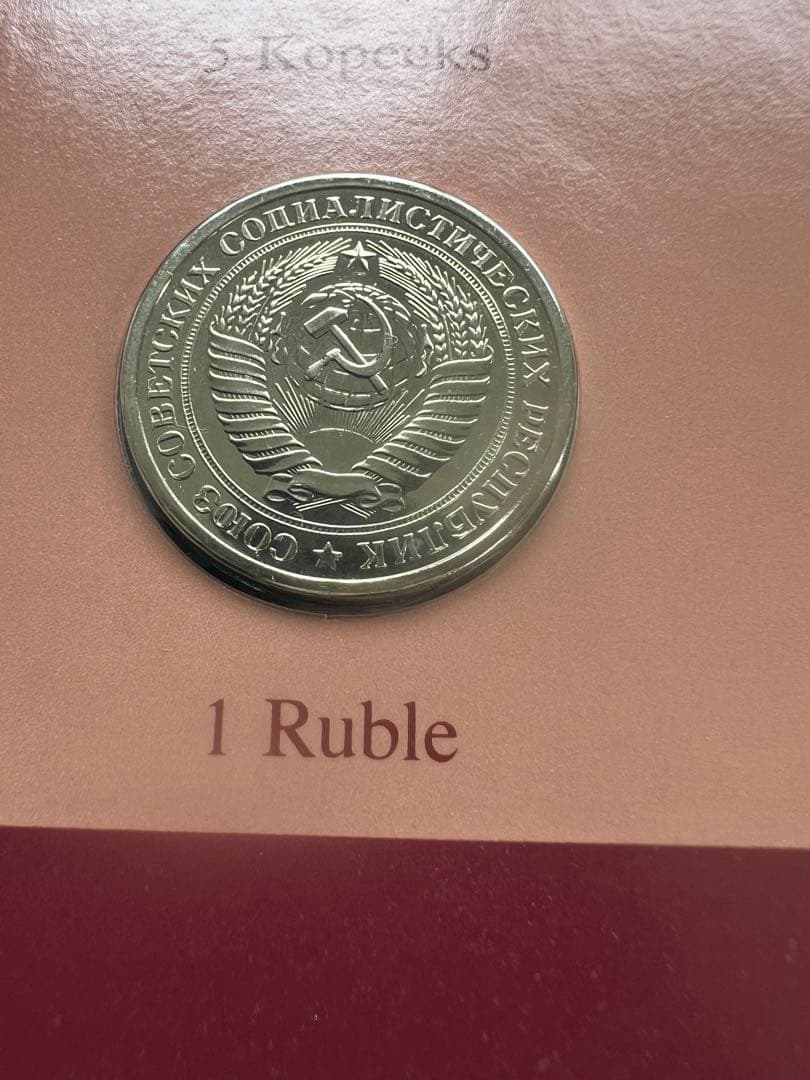 5 Kopecks
СОЮЗ СОВЕТСКИХ СОЦИАЛИСТИЧЕСКИХ РЕСПУБЛИК ★
1 Ruble